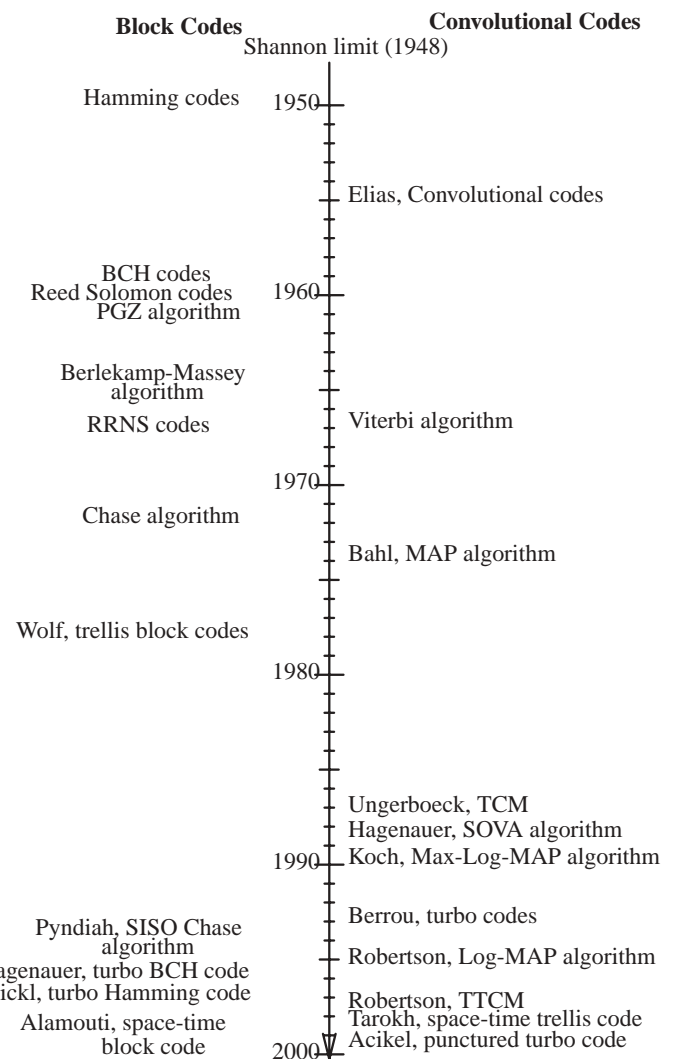 Block Codes
Convolutional Codes
Shannon limit (1948)
Hamming codes
1950
Elias, Convolutional codes
BCH codes
Reed Solomon codes
1960
PGZ algorithm
Berlekamp-Massey
algorithm
RRNS codes
Viterbi algorithm
1970
Chase algorithm
Bahl, MAP algorithm
Wolf, trellis block codes
1980
Ungerboeck, TCM
Hagenauer, SOVA algorithm
Koch, Max-Log-MAP algorithm
1990
Berrou, turbo codes
Pyndiah, SISO Chase
algorithm
Robertson, Log-MAP algorithm
agenauer, turbo BCH code
ickl, turbo Hamming code
Robertson, TTCM
Tarokh, space-time trellis code
Alamouti, space-time
block code
Acikel, punctured turbo code
2000